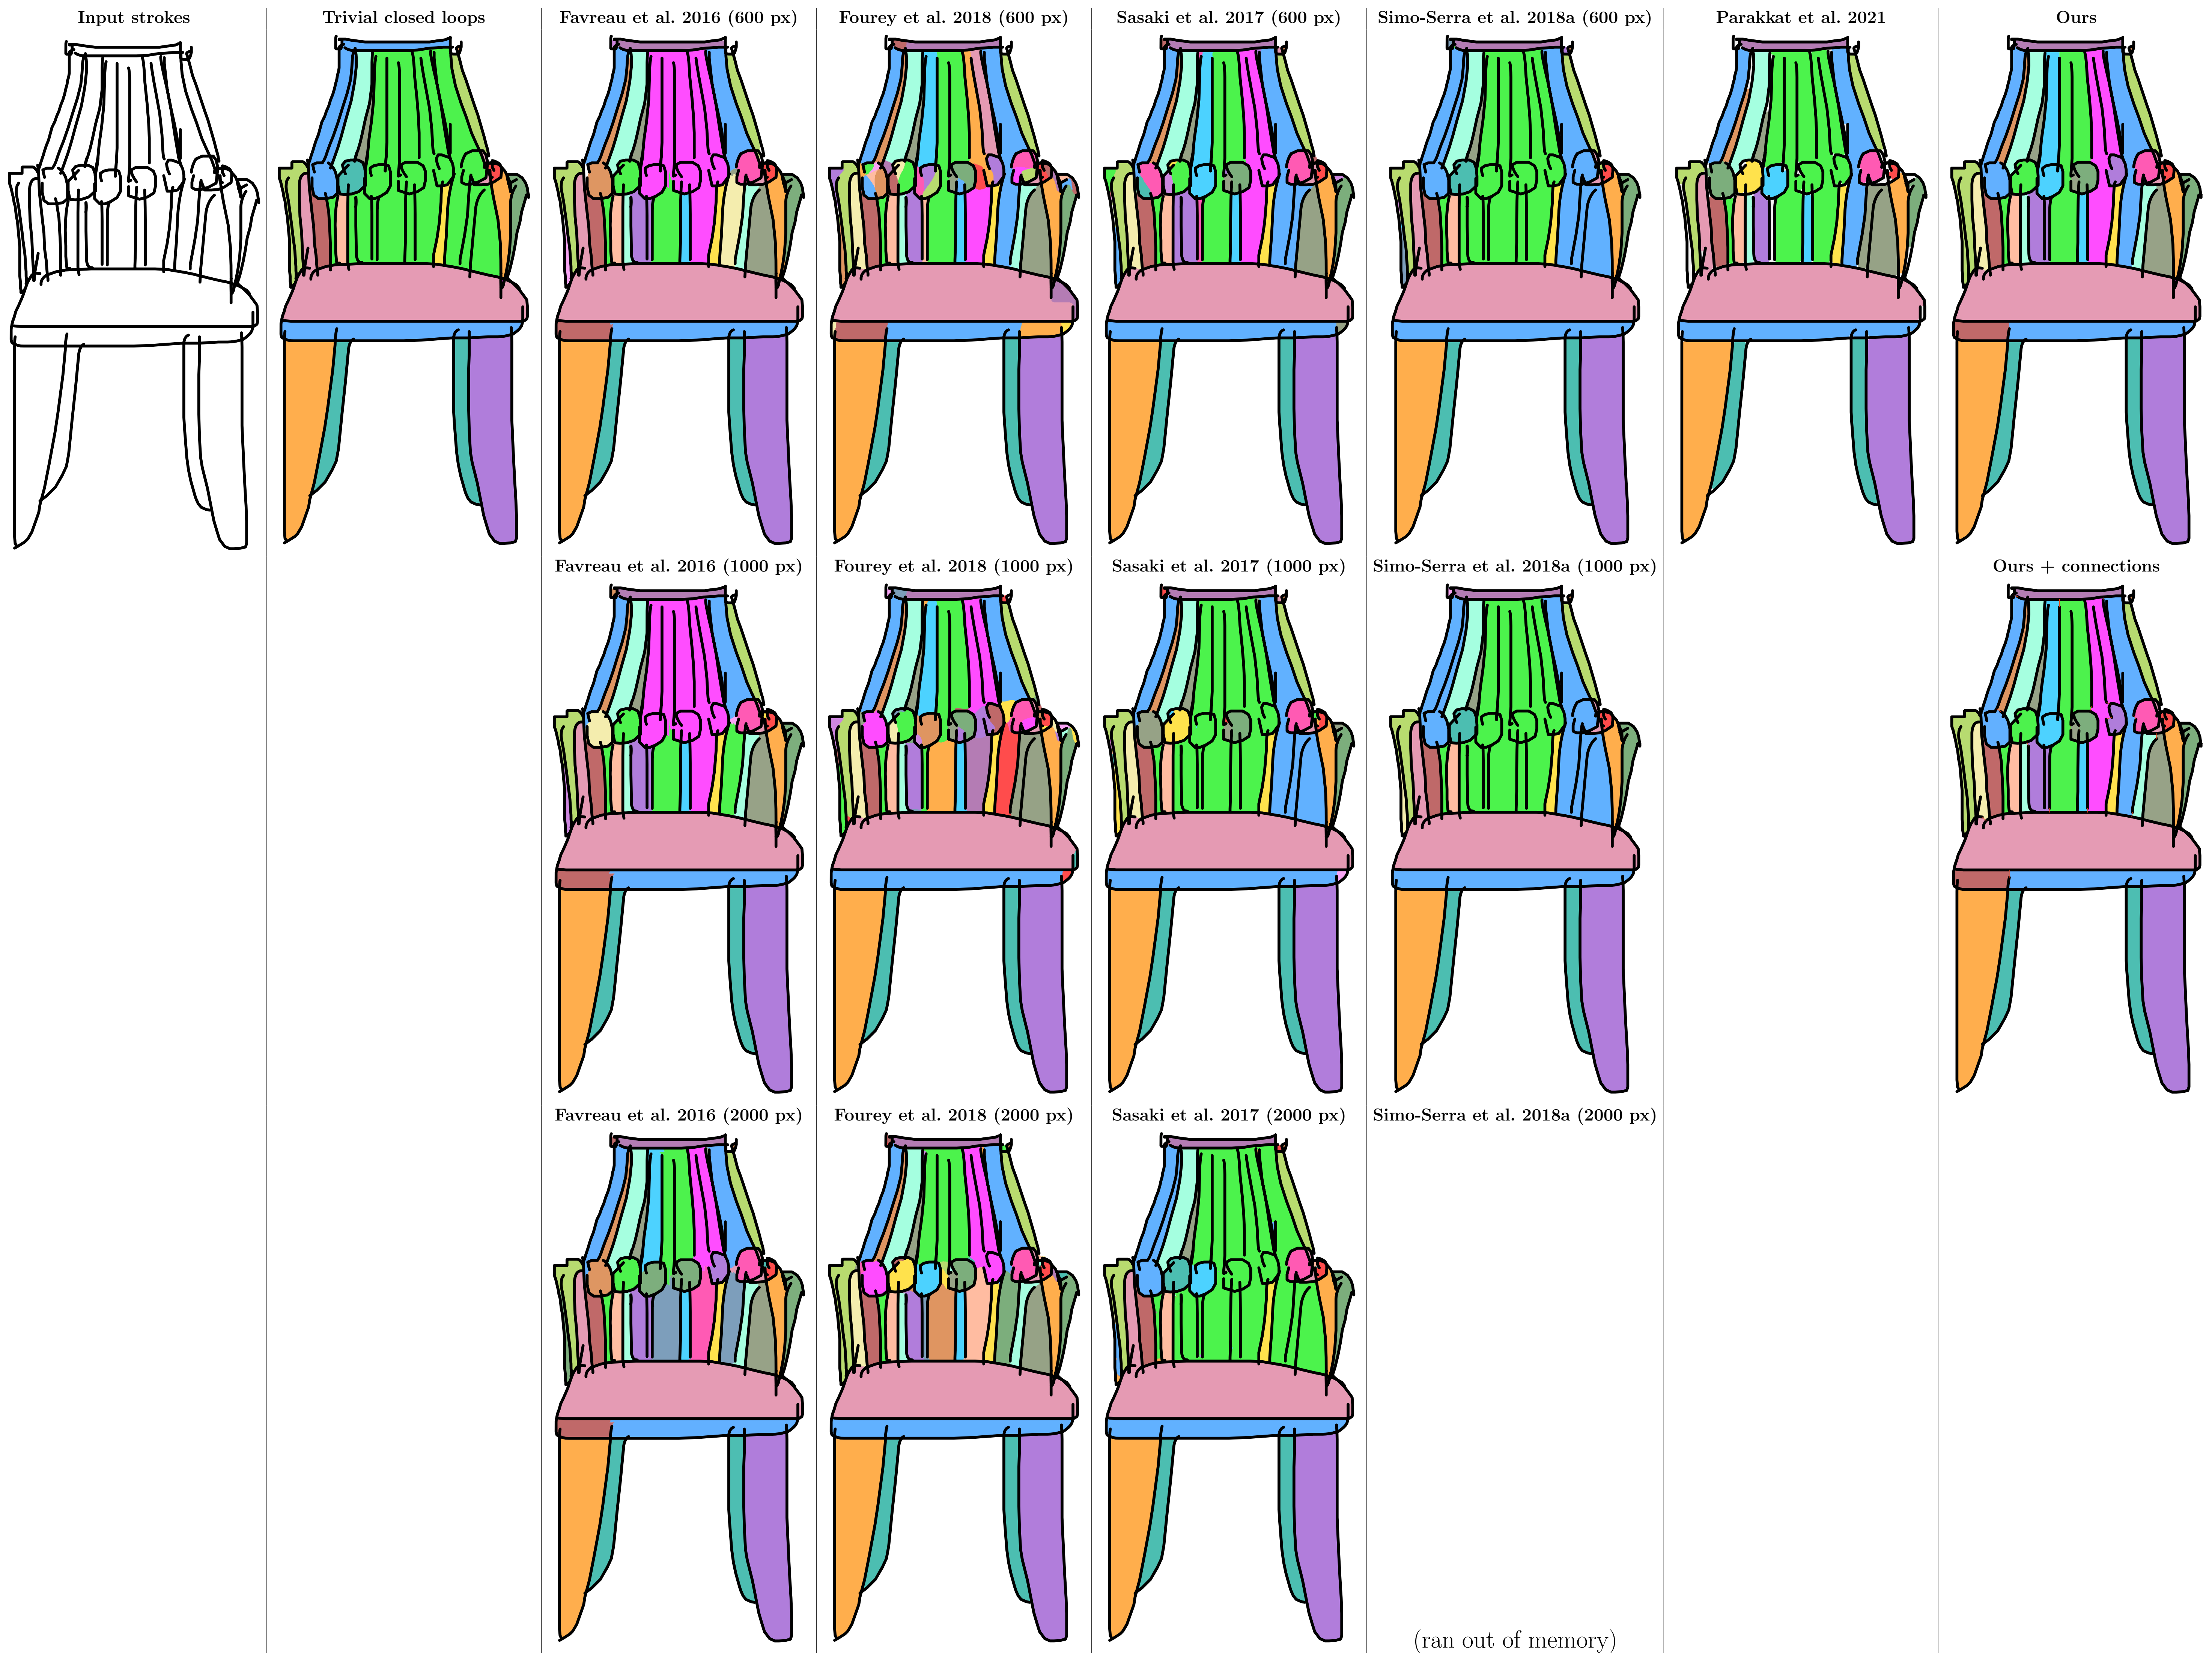 Input strokes
Trivial closed loops
Favreau et al. 2016 (600 px)
Fourey et al. 2018 (600 px)
Sasaki et al. 2017 (600 px)
Simo-Serra et al. 2018a (600 px)
Parakkat et al. 2021
Ours
Favreau et al. 2016 (1000 px)
Fourey et al. 2018 (1000 px)
Sasaki et al. 2017 (1000 px)
Simo-Serra et al. 2018a (1000 px)
Ours + connections
Favreau et al. 2016 (2000 px)
Fourey et al. 2018 (2000 px)
Sasaki et al. 2017 (2000 px)
Simo-Serra et al. 2018a (2000 px)
(ran out of memory)